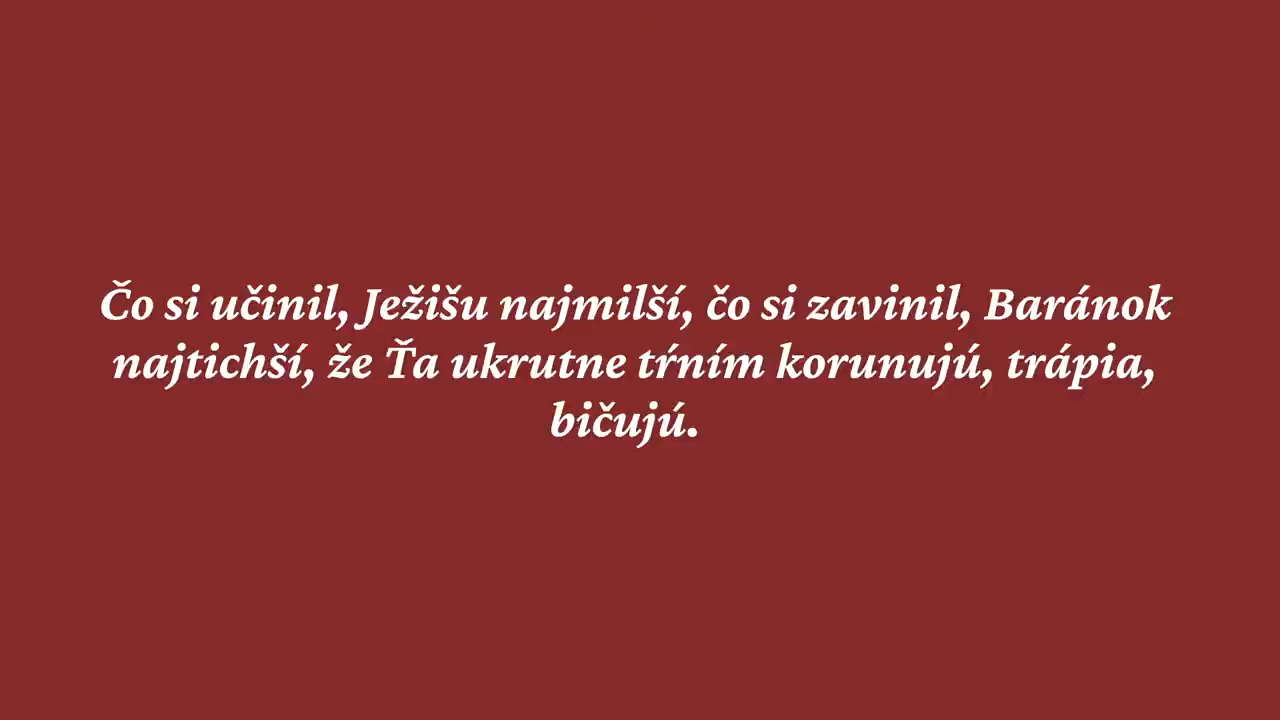 Čo si učinil, Ježišu najmilší, čo si zavinil, Baránok
najtichší, že Ťa ukrutne tŕním korunujú, trápia,
bičujú.